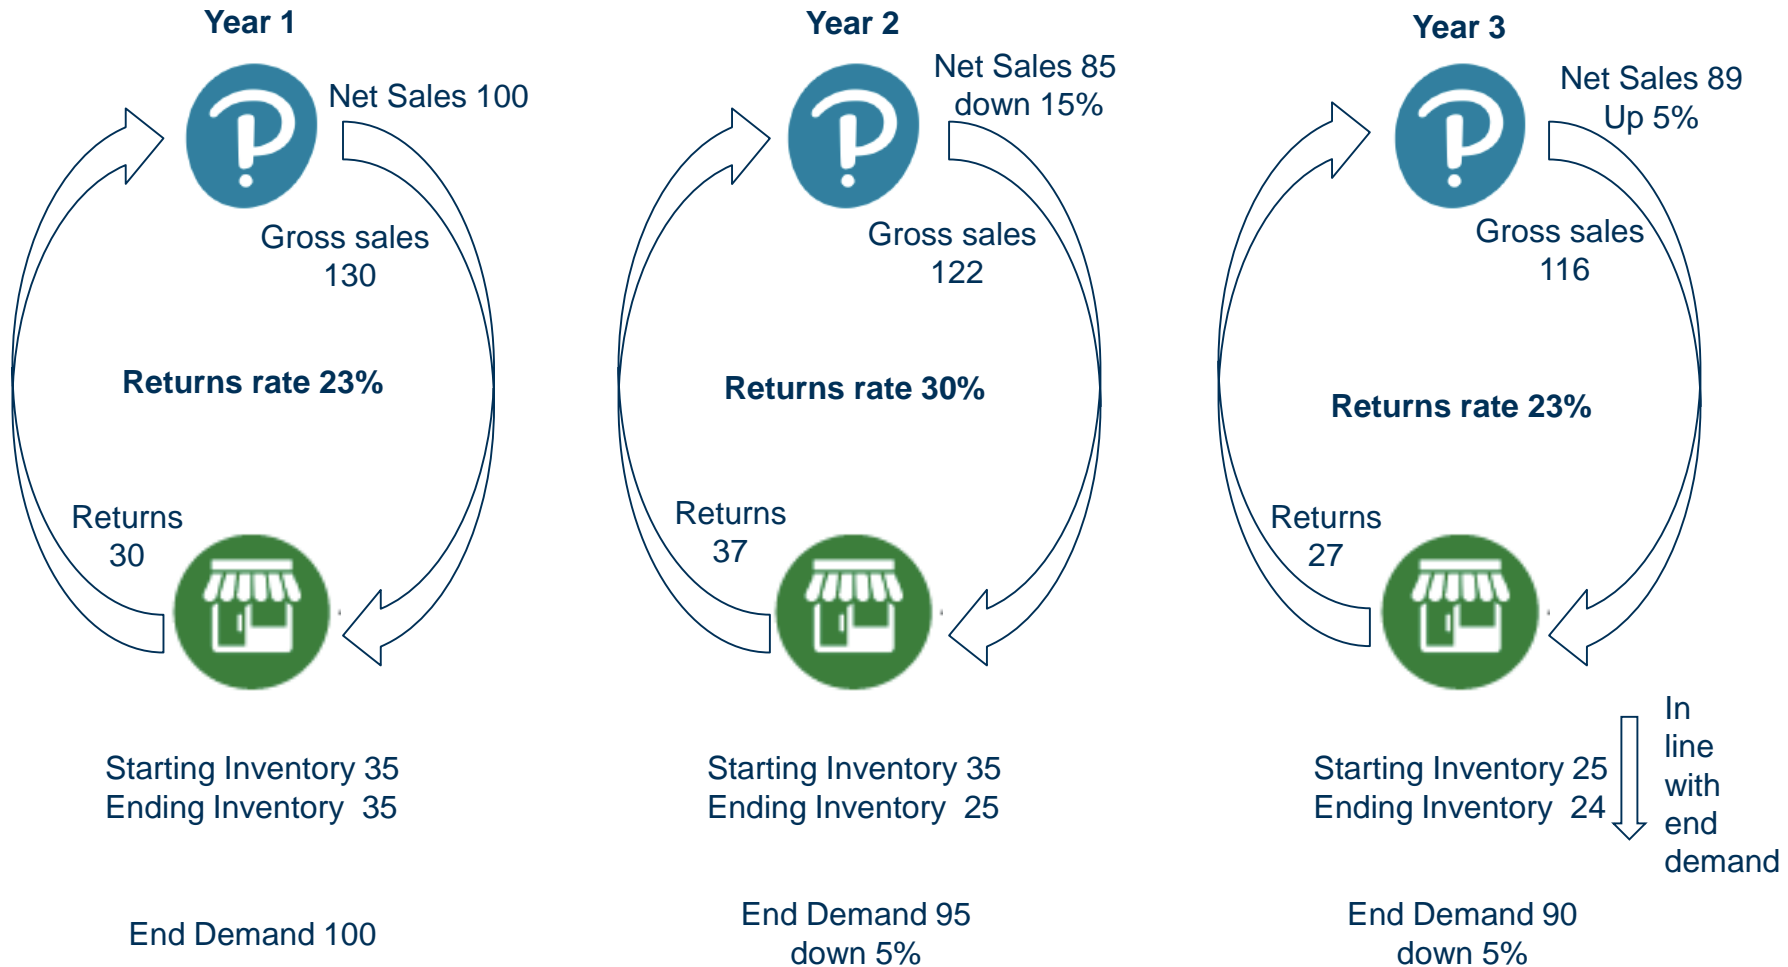 Year 1
Net Sales 100
Gross sales
130
Returns rate 23%
Returns
30
Starting Inventory 35
Ending Inventory 35
End Demand 100
Year 2
Net Sales 85
down 15%
Gross sales
122
Returns rate 30%
Returns
37
Starting Inventory 35
Ending Inventory 25
End Demand 95
down 5%
Year 3
Net Sales 89
Up 5%
Gross sales
116
Returns rate 23%
Returns
27
Starting Inventory 25
Ending Inventory 24
In
line
with
end
demand
End Demand 90
down 5%